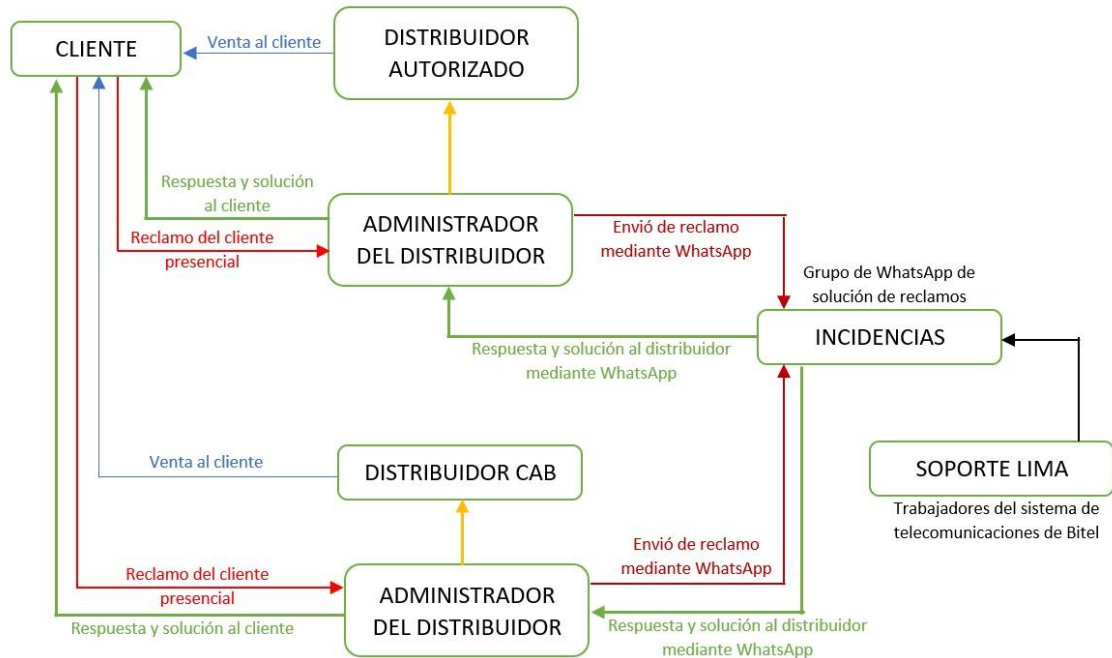 CLIENTE
Venta al cliente
DISTRIBUIDOR
AUTORIZADO
Respuesta y solución
al cliente
Reclamo del cliente
presencial
ADMINISTRADOR
DEL DISTRIBUIDOR
Envió de reclamo
mediante WhatsApp
Grupo de WhatsApp de
solución de reclamos
INCIDENCIAS
Respuesta y solución al distribuidor
mediante WhatsApp
Venta al cliente
DISTRIBUIDOR CAB
SOPORTE LIMA
Trabajadores del sistema de
telecomunicaciones de Bitel
Envió de reclamo
mediante WhatsApp
Reclamo del cliente
presencial
ADMINISTRADOR
DEL DISTRIBUIDOR
Respuesta y solución al cliente
Respuesta y solución al distribuidor
mediante WhatsApp